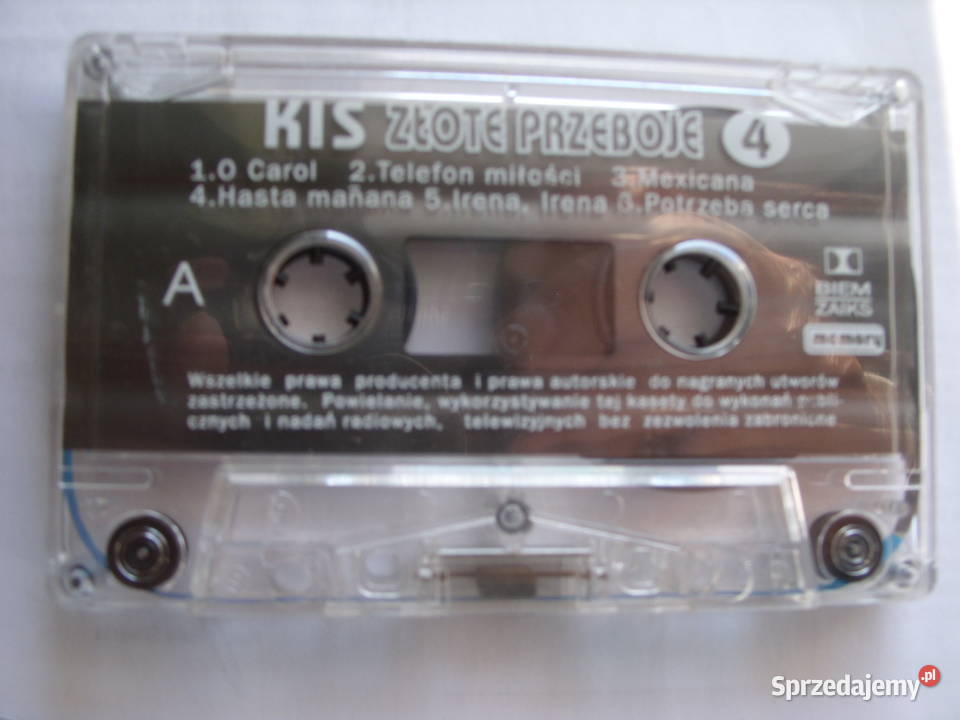 KIS ZŁOTE PRZEBOJE 4
1.O Carol 2.Telefon miłości 3.Mexicana
4.Hasta mañana 5.Irena, Irena 6.Potrzeba serca
A
BIEM
ZAIKS
memory
Wszelkie prawa producenta i prawa autorskie do nagranych utworów
zastrzeżone. Powielanie, wykorzystywanie tej kasety do wykonań publi-
cznych i nadań radiowych, telewizyjnych bez zezwolenia zabronione
Sprzedajemy.pl